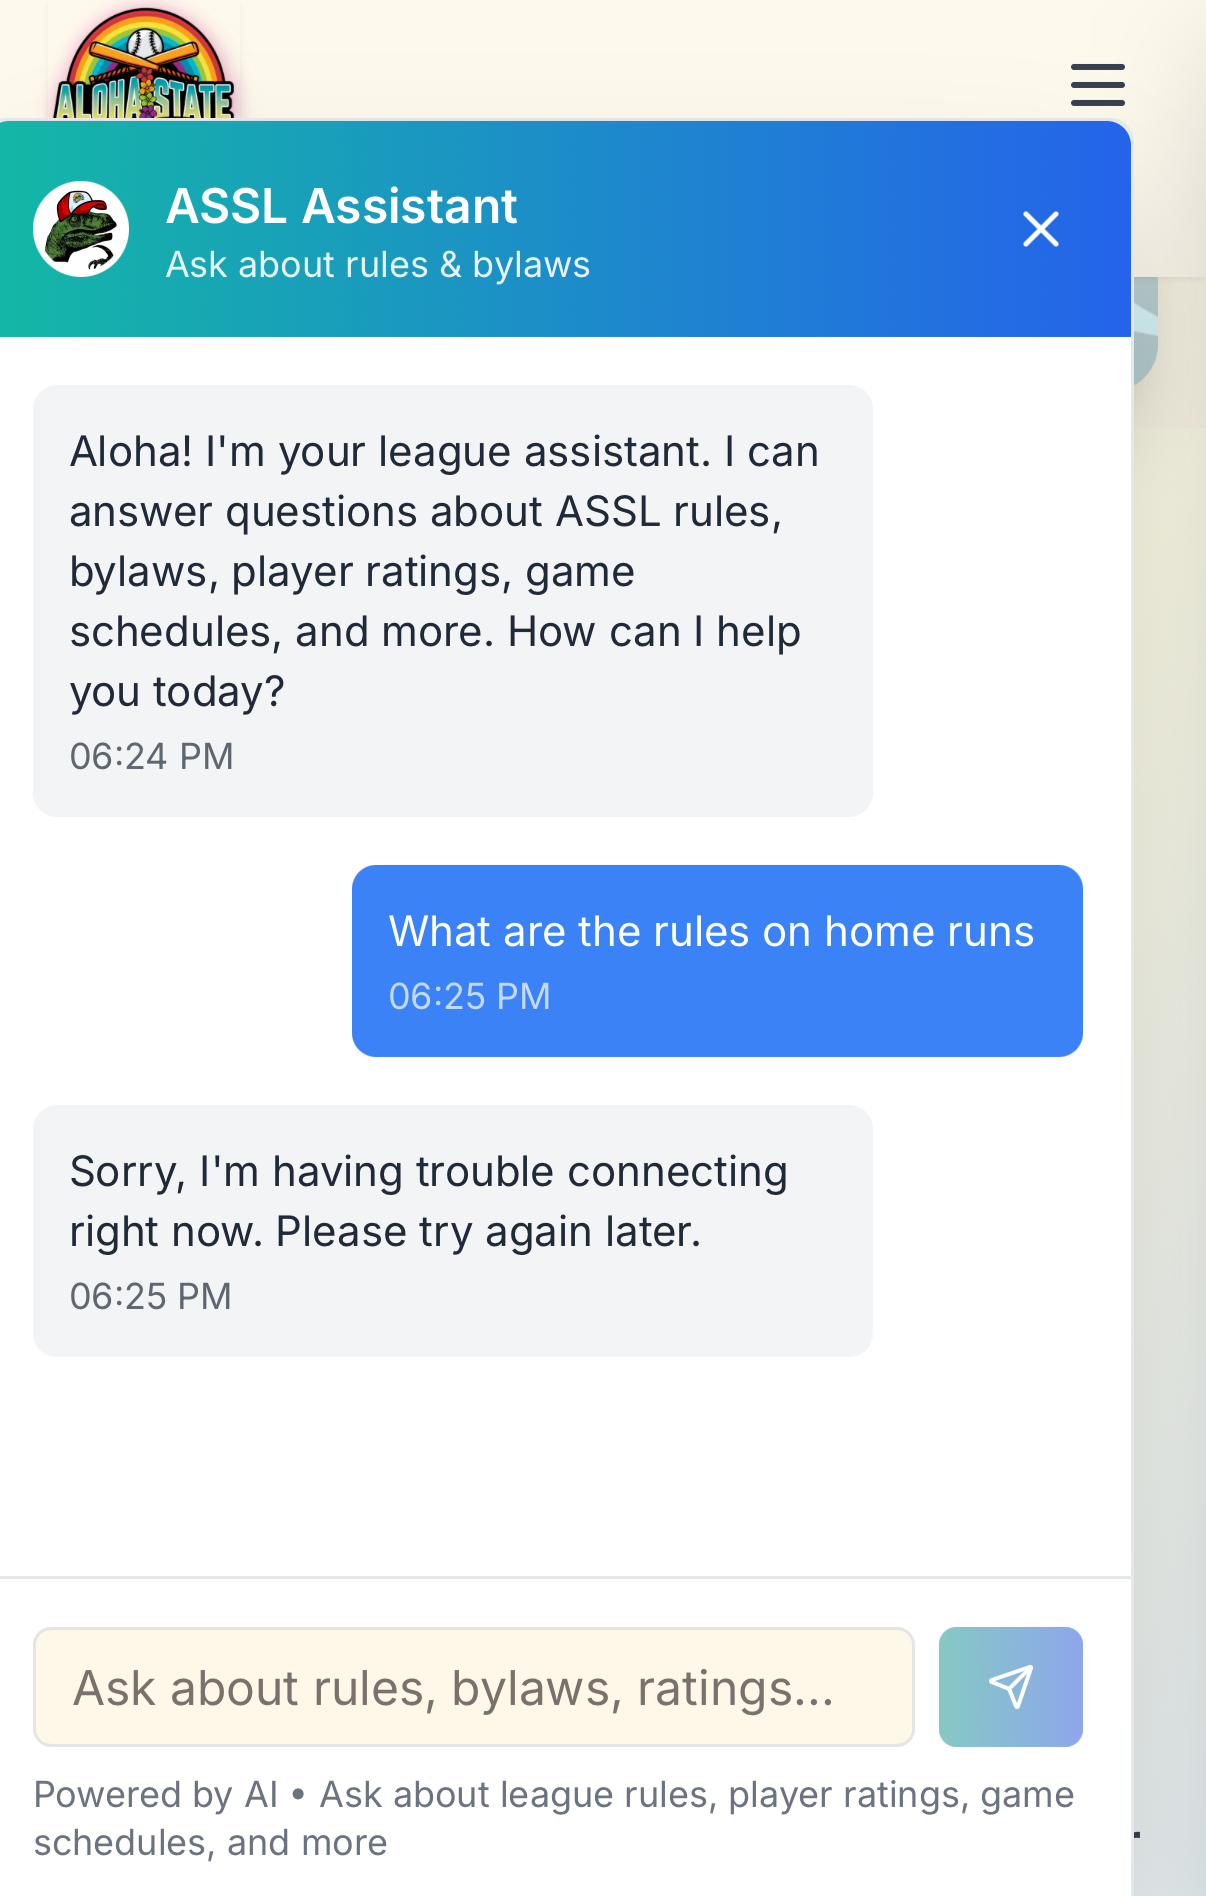 ALOHA STATE
ASSL Assistant
Ask about rules & bylaws
Aloha! I'm your league assistant. I can
answer questions about ASSL rules,
bylaws, player ratings, game
schedules, and more. How can I help
you today?
06:24 PM
What are the rules on home runs
06:25 PM
Sorry, I'm having trouble connecting
right now. Please try again later.
06:25 PM
Ask about rules, bylaws, ratings...
Powered by AI • Ask about league rules, player ratings, game
schedules, and more